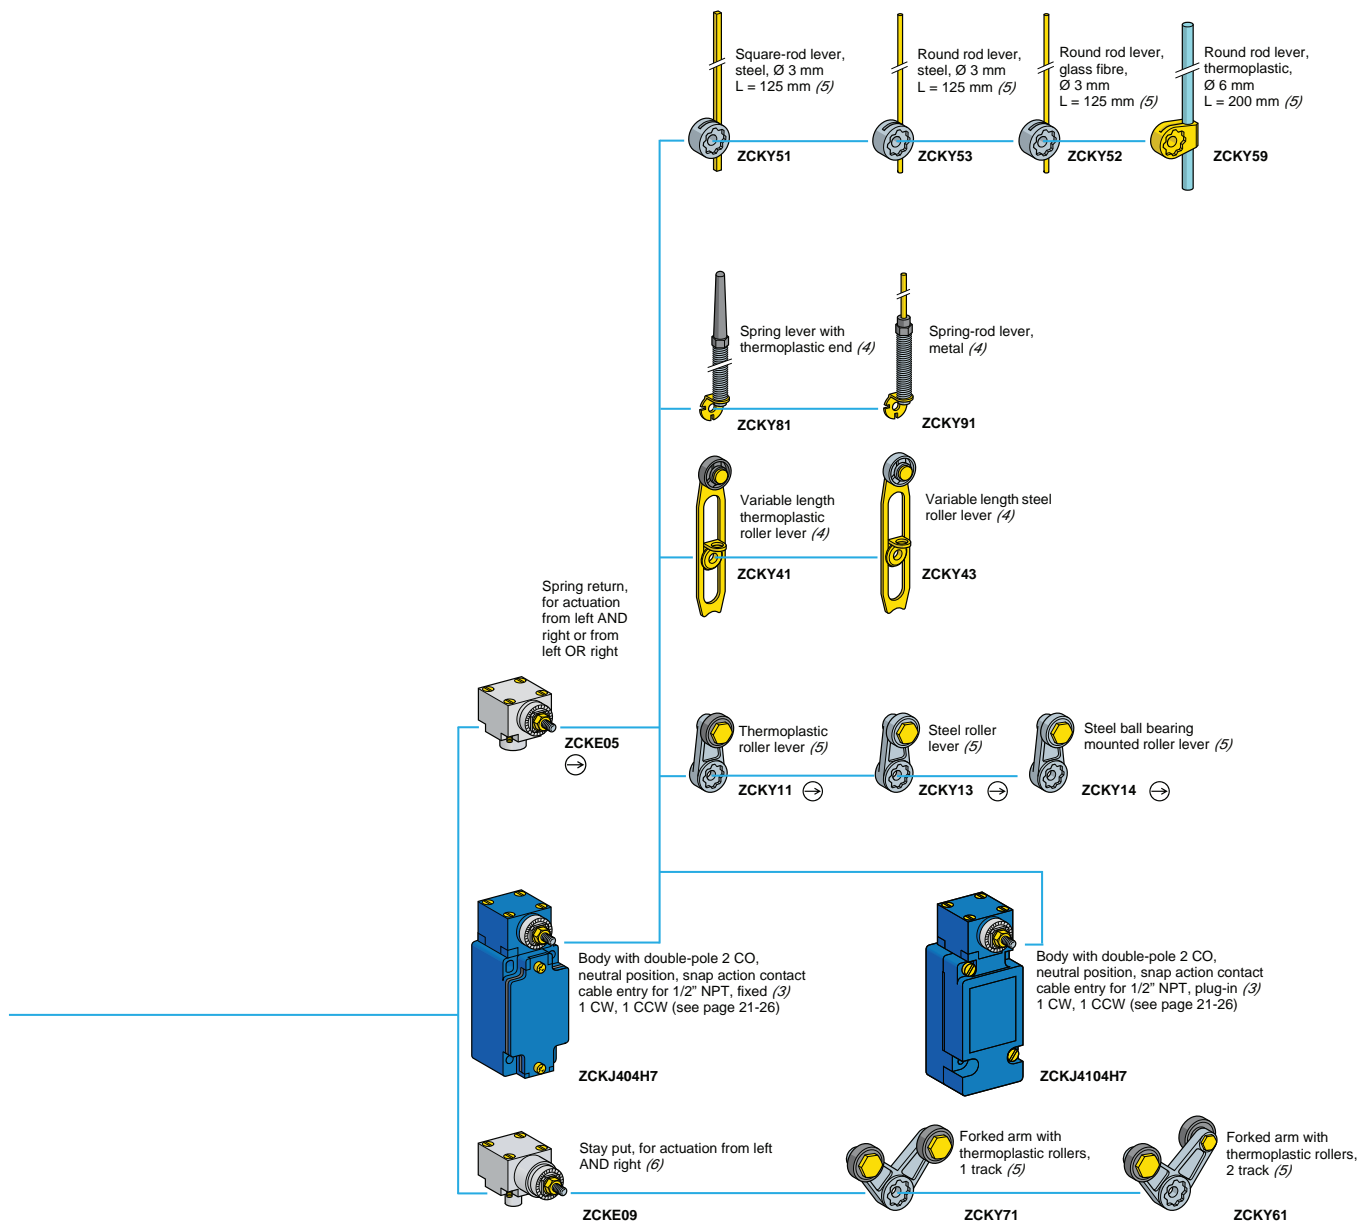 Square-rod lever,
steel, Ø 3 mm
L = 125 mm (5)
ZCKY51
Round rod lever,
steel, Ø 3 mm
L = 125 mm (5)
ZCKY53
Round rod lever,
glass fibre,
Ø 3 mm
L = 125 mm (5)
ZCKY52
Round rod lever,
thermoplastic,
Ø 6 mm
L = 200 mm (5)
ZCKY59
Spring lever with
thermoplastic end (4)
ZCKY81
Spring-rod lever,
metal (4)
ZCKY91
Variable length
thermoplastic
roller lever (4)
ZCKY41
Variable length steel
roller lever (4)
ZCKY43
Spring return,
for actuation
from left AND
right or from
left OR right
ZCKE05
Thermoplastic
roller lever (5)
ZCKY11
Steel roller
lever (5)
ZCKY13
Steel ball bearing
mounted roller lever (5)
ZCKY14
Body with double-pole 2 CO,
neutral position, snap action contact
cable entry for 1/2" NPT, fixed (3)
1 CW, 1 CCW (see page 21-26)
ZCKJ404H7
Body with double-pole 2 CO,
neutral position, snap action contact
cable entry for 1/2" NPT, plug-in (3)
1 CW, 1 CCW (see page 21-26)
ZCKJ4104H7
Stay put, for actuation from left
AND right (6)
ZCKE09
Forked arm with
thermoplastic rollers,
1 track (5)
ZCKY71
Forked arm with
thermoplastic rollers,
2 track (5)
ZCKY61